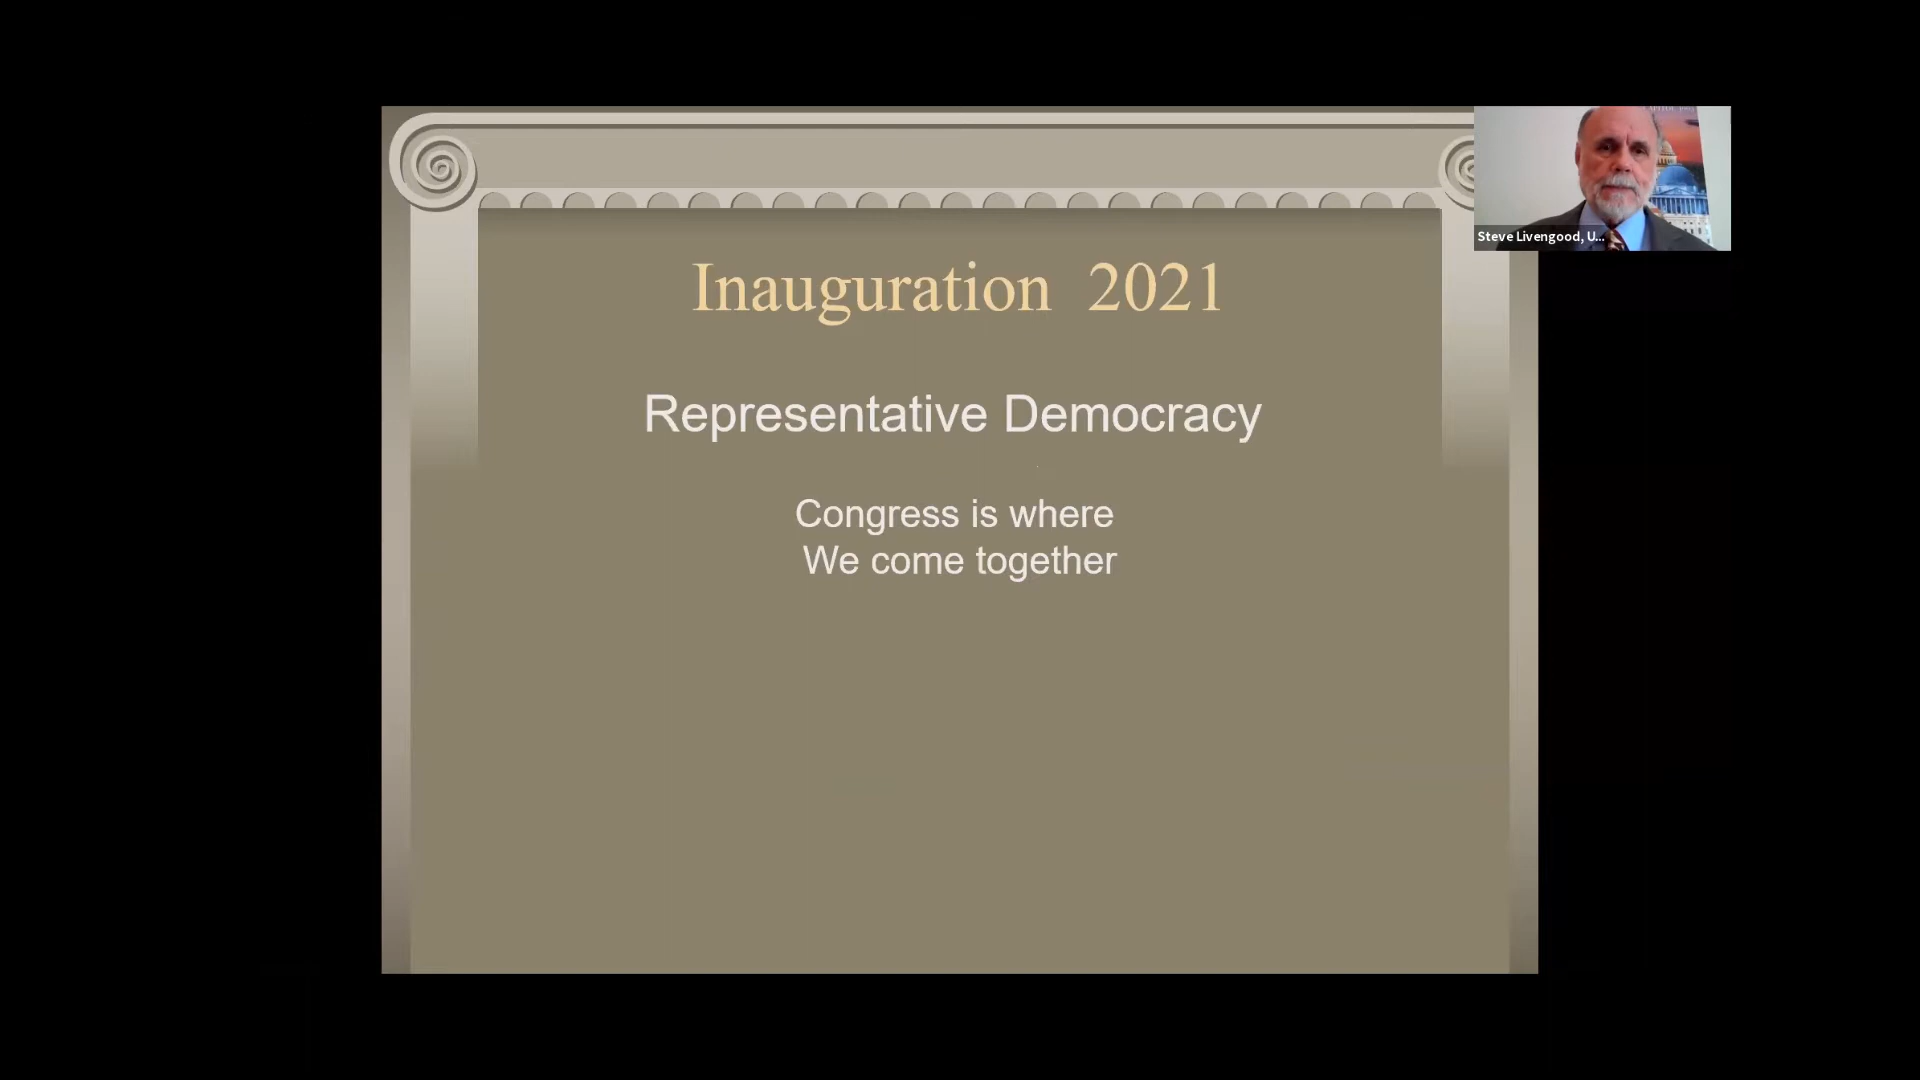 Inauguration 2021
Steve Livengood, U...
Representative Democracy
Congress is where
We come together